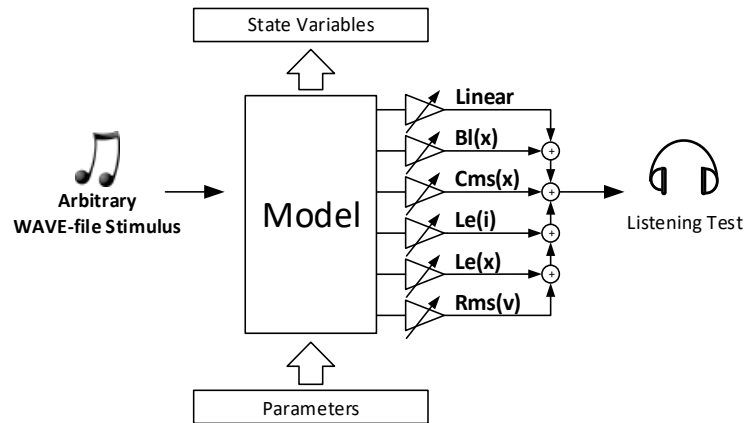 State Variables
Linear
Bl(x)
Cms(x)
Le(i)
Le(x)
Rms(v)
Model
Arbitrary
WAVE-file Stimulus
Listening Test
Parameters
+
+
+
+